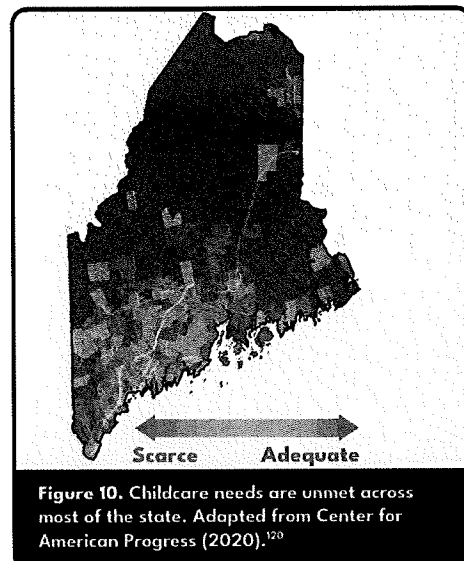 Scarce Adequate
Figure 10. Childcare needs are unmet across
most of the state. Adapted from Center for
American Progress (2020).¹²⁰